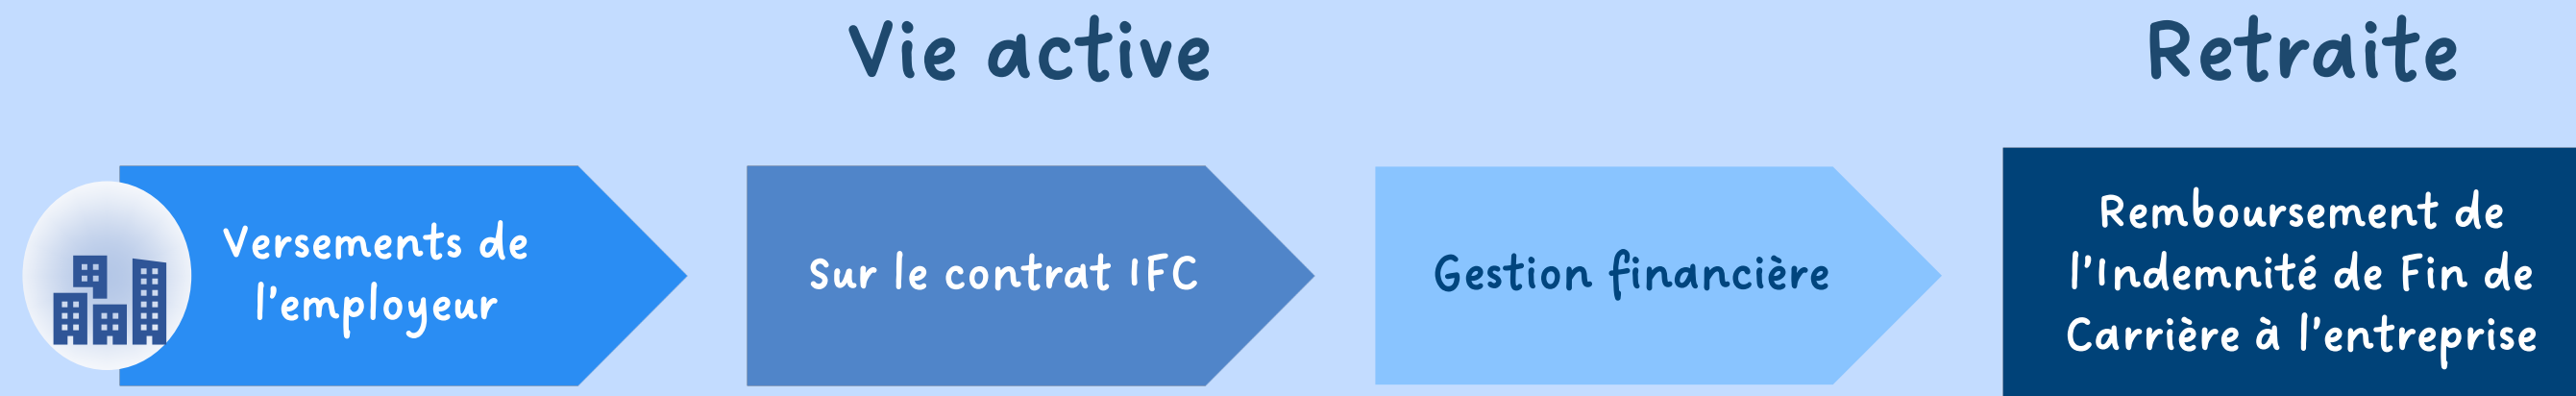 Vie active
Retraite
Versements de
l'employeur
Sur le contrat IFC
Gestion financière
Remboursement de
l'Indemnité de Fin de
Carrière à l'entreprise